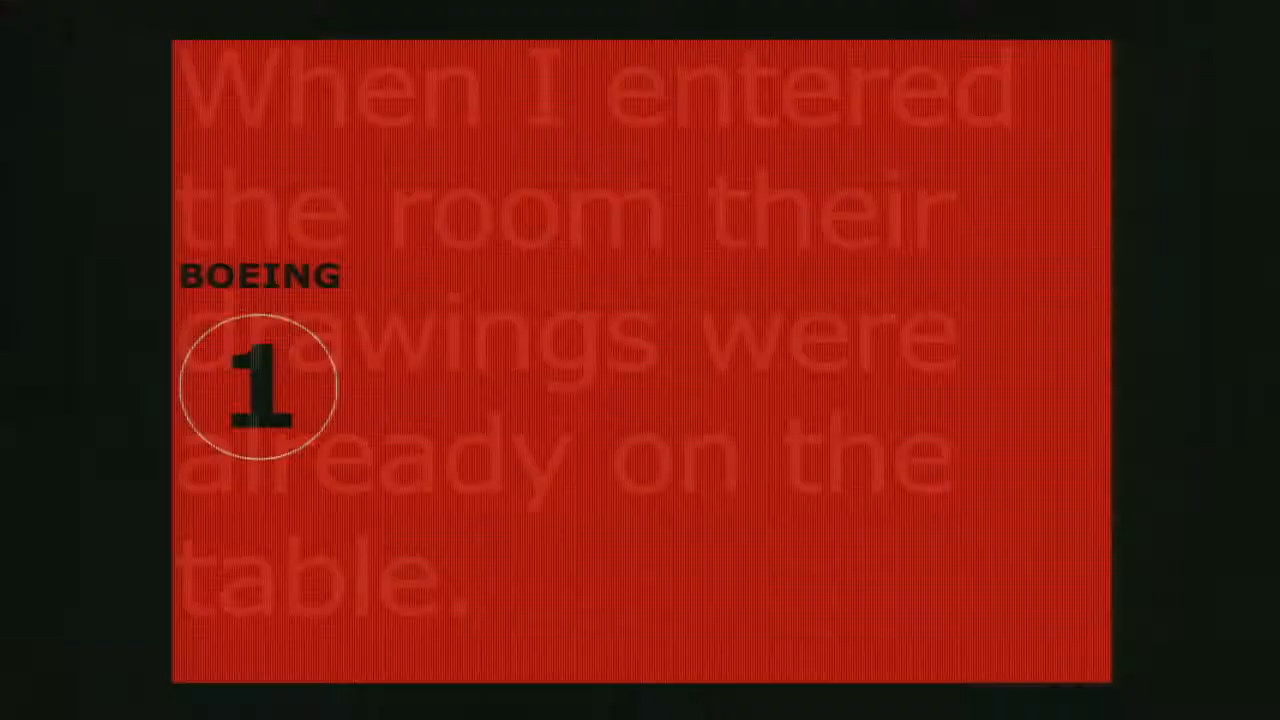 When I entered
the room their
BOEING
drawings were
1
already on the
table.